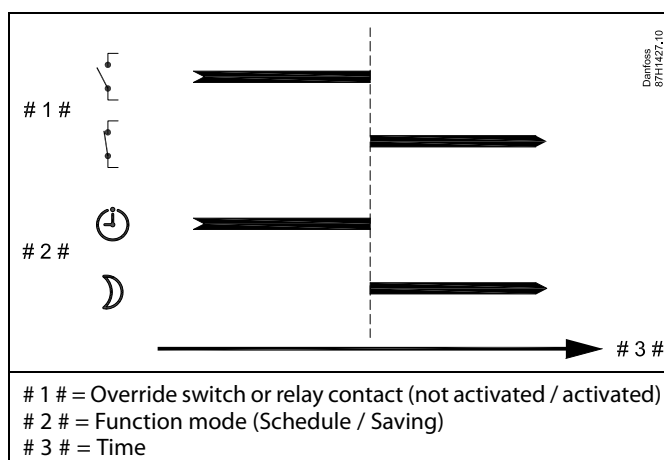 Danfoss
87H1427.10
# 1 #
# 2 #
# 3 #
# 1 # = Override switch or relay contact (not activated / activated)
# 2 # = Function mode (Schedule / Saving)
# 3 # = Time